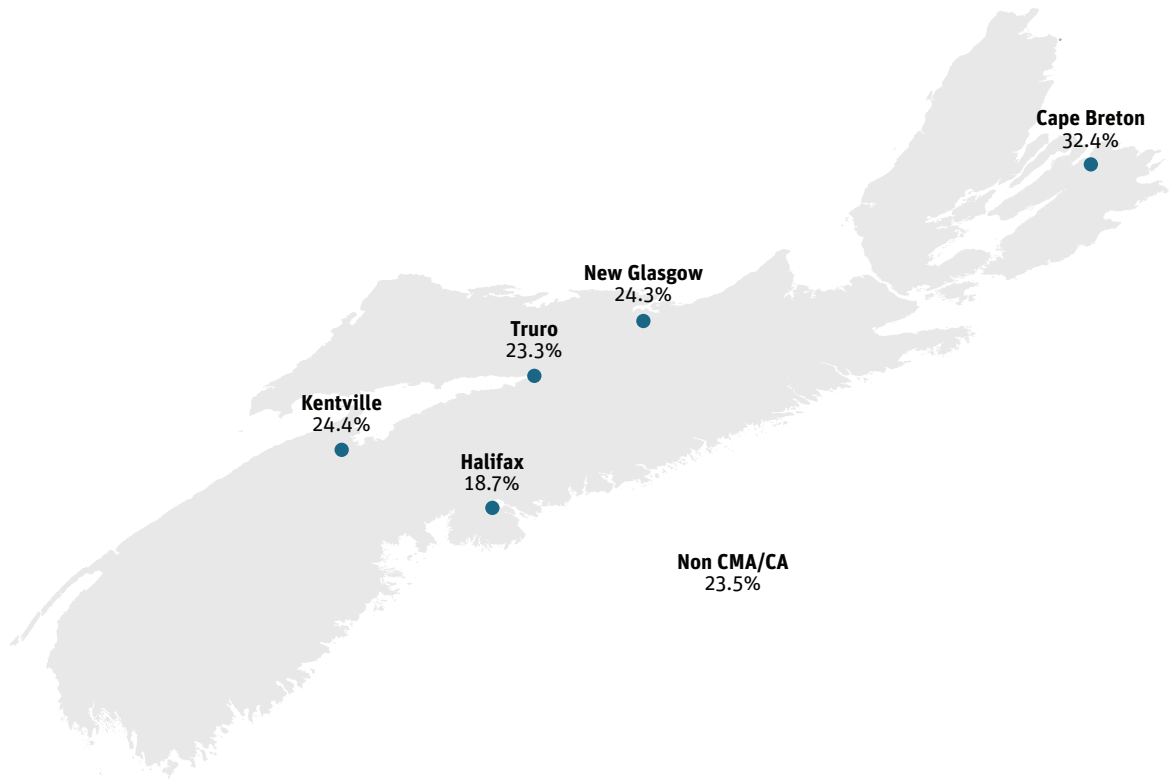 Cape Breton
32.4%
New Glasgow
24.3%
Truro
23.3%
Kentville
24.4%
Halifax
18.7%
Non CMA/CA
23.5%